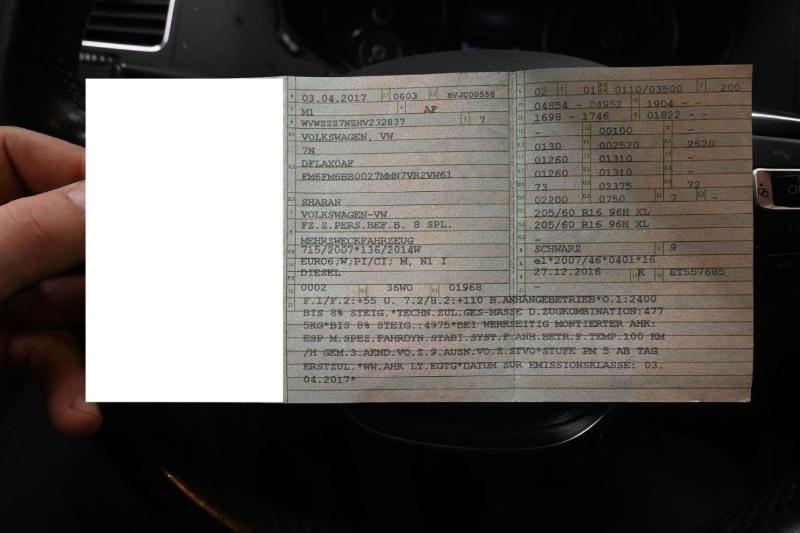 03.04.2017 0603 BVJ000556
M1 AF
WVWZZZ7NZHV232837 7
VOLKSWAGEN, VW
7N
DFLAX0AF
FM6FM6BB0027MMN7VR2VW61
SHARAN
VOLKSWAGEN-VW
FZ.Z.PERS.BEF.B. 8 SPL.
MEHRZWECKFAHRZEUG
715/2007*136/2014W
EURO6;W;PI/CI; M, N1 I
DIESEL
0002 36W0 01968
02 01 0110/03500 200
04854 - 04952 1904 - -
1698 - 1746 01822 - -
- 00100 -
0130 002520 2520
01260 01310 -
01260 01310 -
73 02375 72
02200 0750 7 -
205/60 R16 96H XL
205/60 R16 96H XL
-
SCHWARZ 9
e1*2007/46*0401*16
27.12.2016 K ET557685
-
F.1/F.2:+55 U. 7.2/8.2:+110 B.ANHÄNGEBETRIEB*O.1:2400
BIS 8% STEIG.*TECHN.ZUL.GES-MASSE D.ZUGKOMBINATION:477
5KG*BIS 8% STEIG.:4975*BEI WERKSEITIG MONTIERTER AHK:
ESP M.SPEZ.FAHRDYN.STABI.SYST.F.ANH.BETR.F.TEMP.100 KM
/H GEM.3.AEND.VO.Z.9.AUSN.VO.Z.STVO*STUFE PM 5 AB TAG
ERSTZUL.*WW.AHK LT.EGTG*DATUM ZUR EMISSIONSKLASSE: 03.
04.2017*